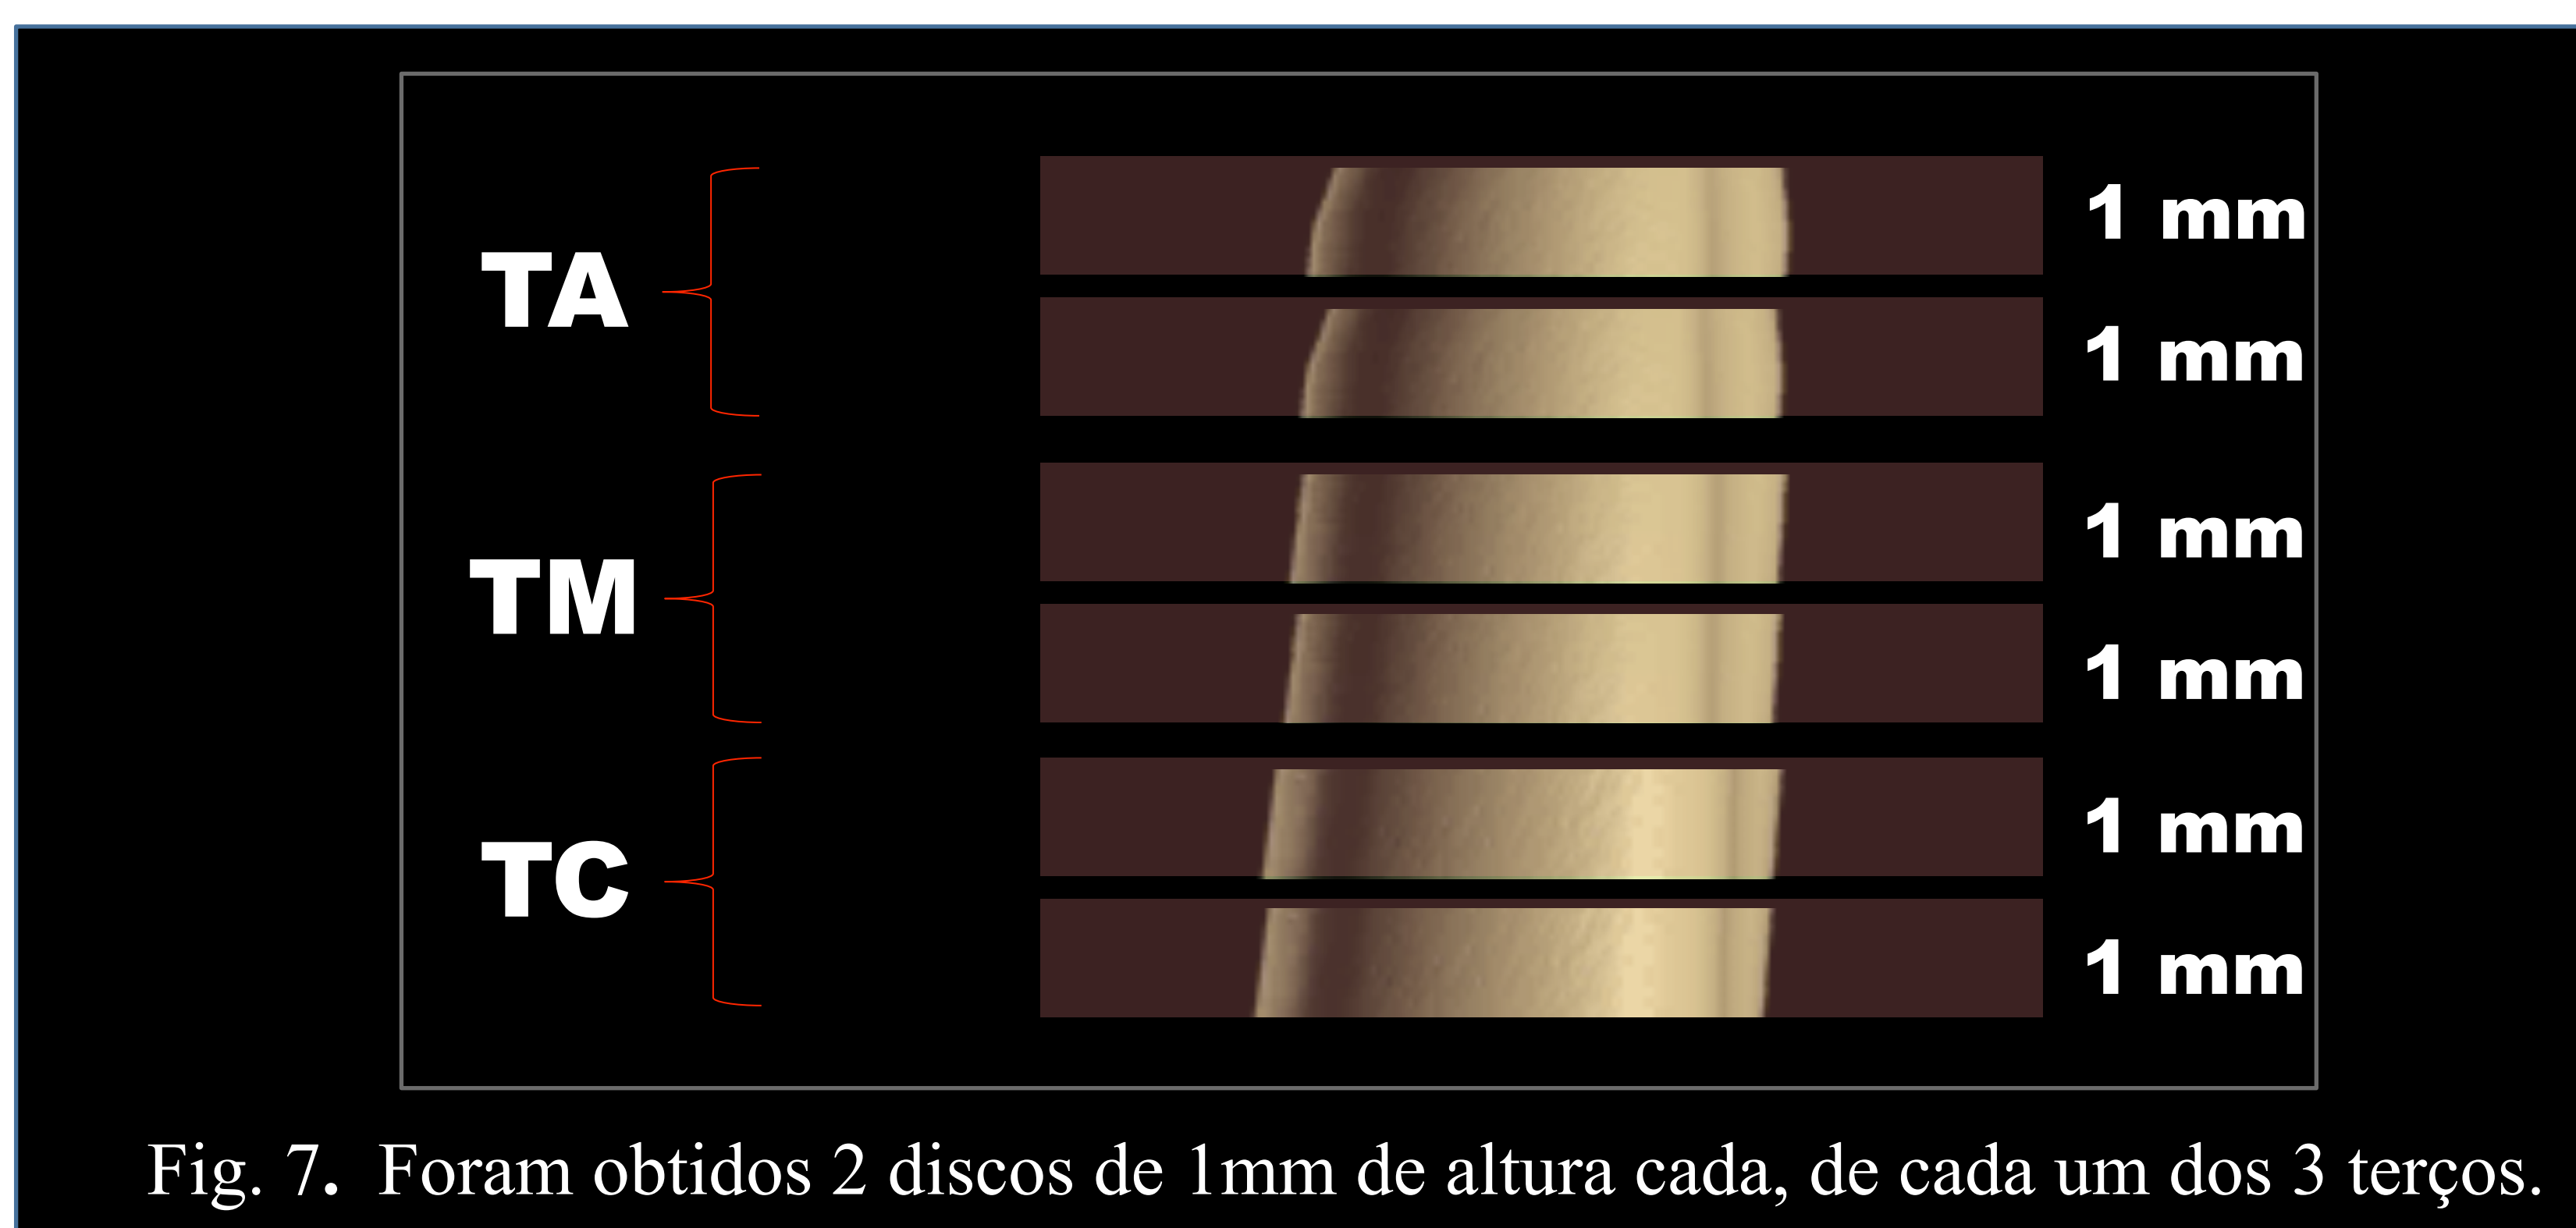 1 mm
TA
1 mm
1 mm
TM
1 mm
1 mm
TC
1 mm
Fig. 7. Foram obtidos 2 discos de 1mm de altura cada, de cada um dos 3 terços.